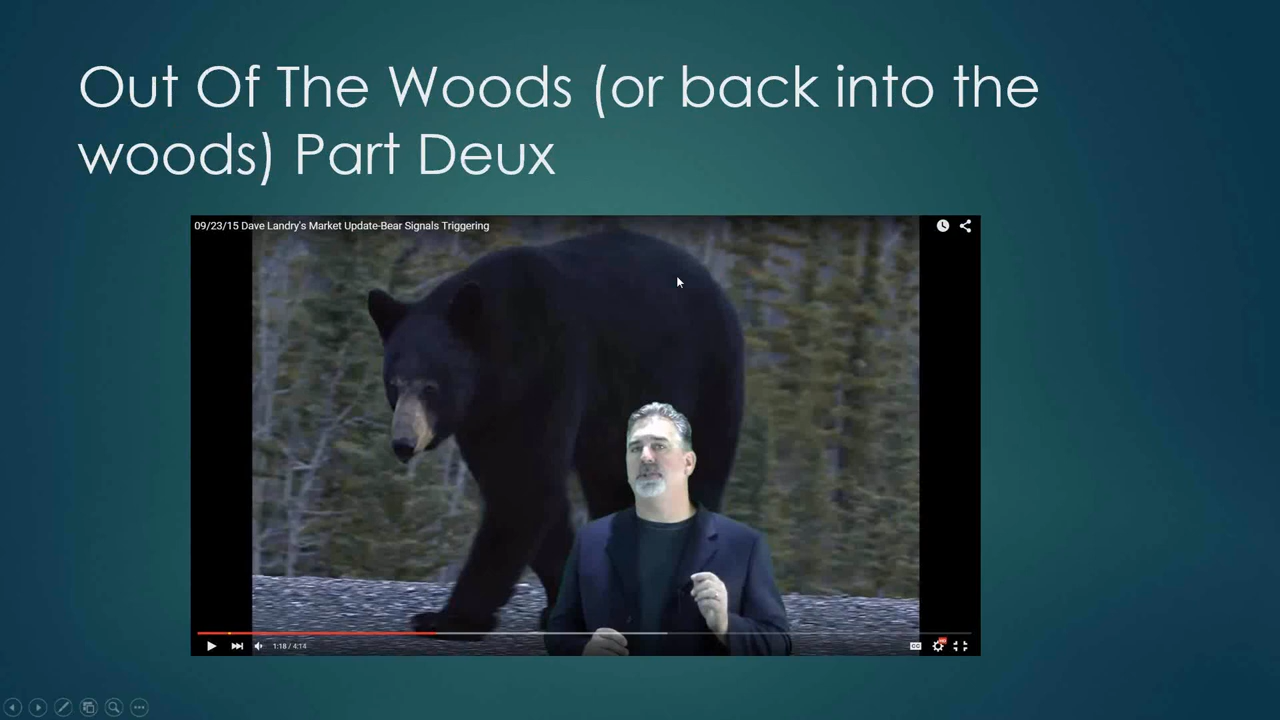 Out Of The Woods (or back into the
woods) Part Deux
09/23/15 Dave Landry's Market Update-Bear Signals Triggering
1:18 / 4:14
CC